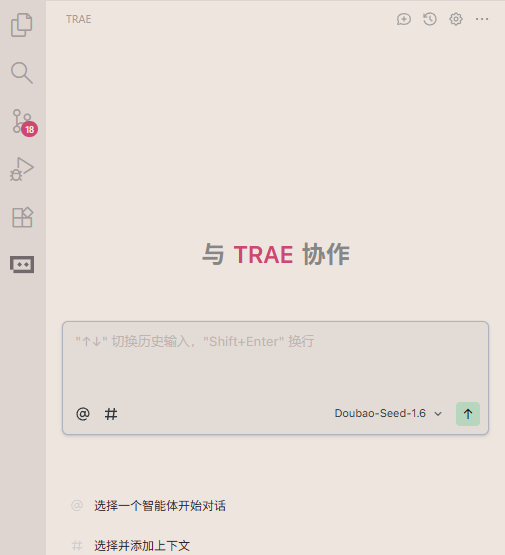 TRAE
18
与 TRAE 协作
"↑↓" 切换历史输入, "Shift+Enter" 换行
@ # Doubao-Seed-1.6
@ 选择一个智能体开始对话
# 选择并添加上下文